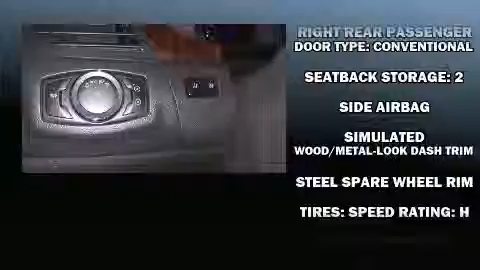 RIGHT REAR PASSENGER
DOOR TYPE: CONVENTIONAL
SEATBACK STORAGE: 2
SIDE AIRBAG
SIMULATED
WOOD/METAL-LOOK DASH TRIM
STEEL SPARE WHEEL RIM
TIRES: SPEED RATING: H